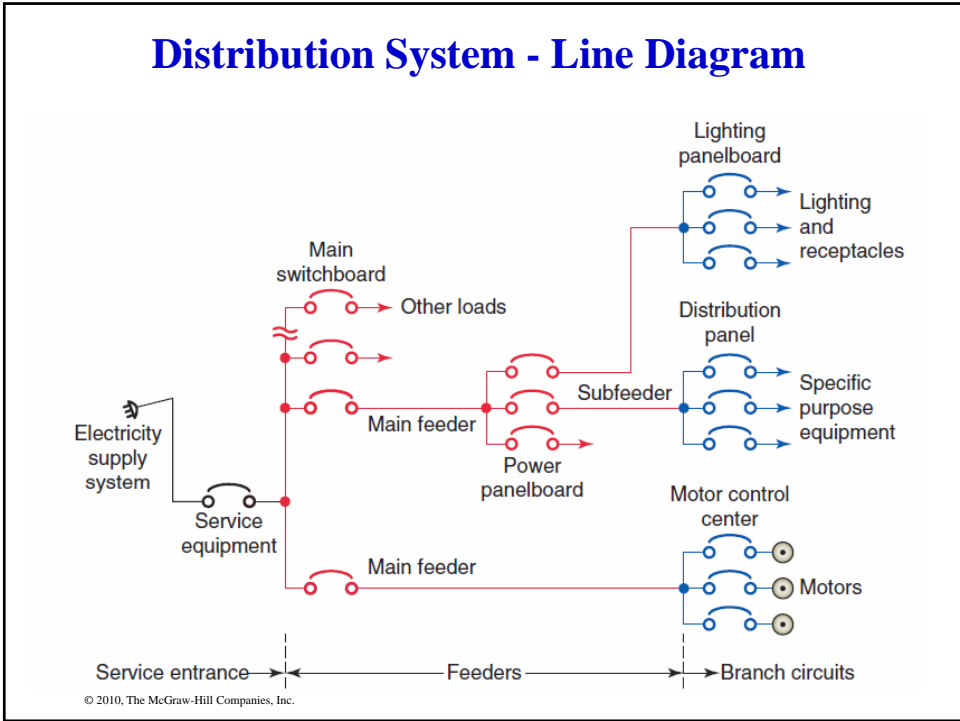 Distribution System - Line Diagram
Lighting
panelboard
Lighting
and
receptacles
Main
switchboard
Other loads
Distribution
panel
Subfeeder
Specific
purpose
equipment
Main feeder
Electricity
supply
system
Power
panelboard
Motor control
center
Service
equipment
Main feeder
Motors
Service entrance
Feeders
Branch circuits
© 2010, The McGraw-Hill Companies, Inc.